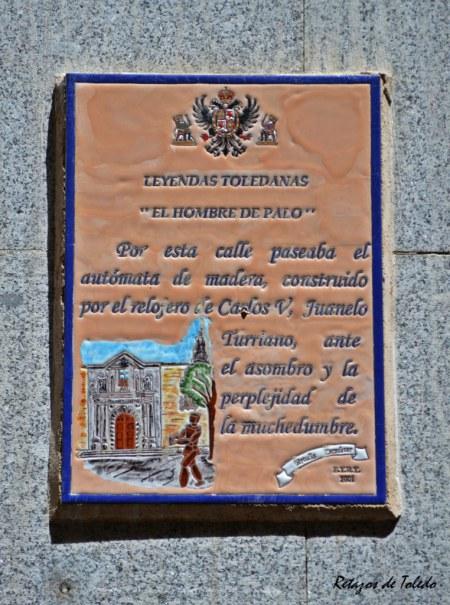 LEYENDAS TOLEDANAS
"EL HOMBRE DE PALO"
Por esta calle paseaba el
autómata de madera, construido
por el relojero de Carlos V, Juanelo
Turriano, ante
el asombro y la
perplejidad de
la muchedumbre.
Retazos de Toledo